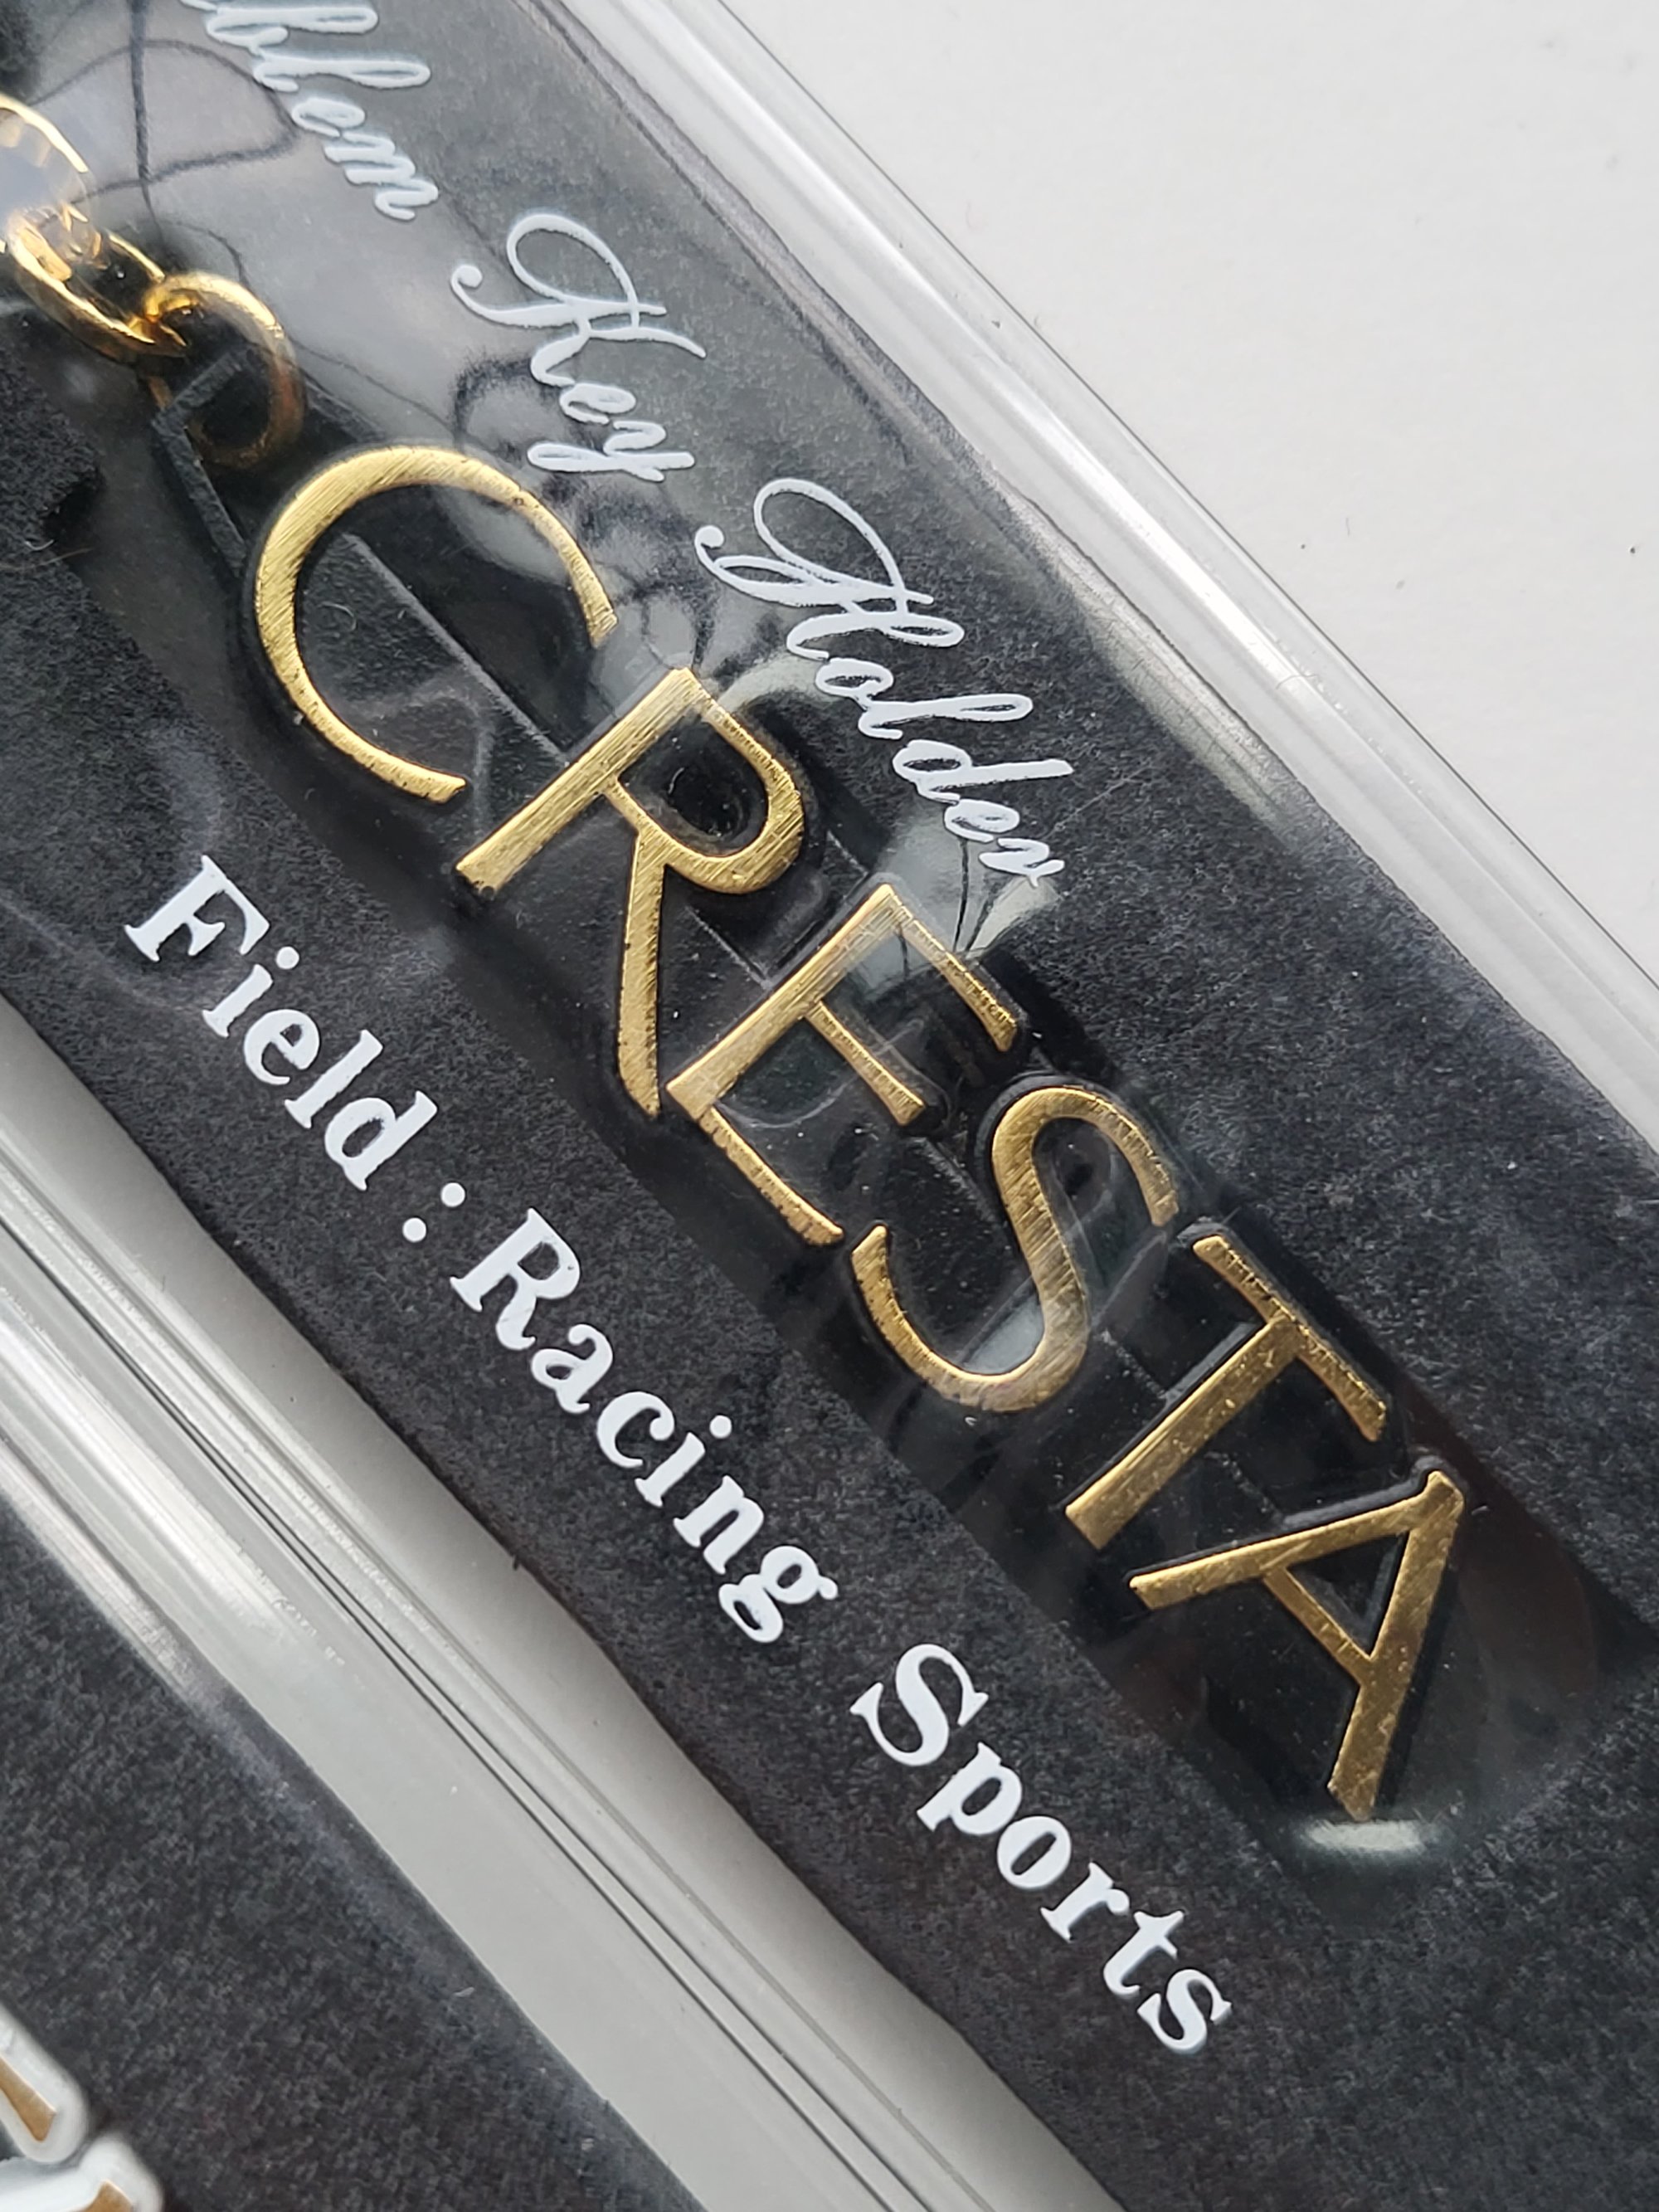 Key Holder
CRESTA
Field : Racing Sports